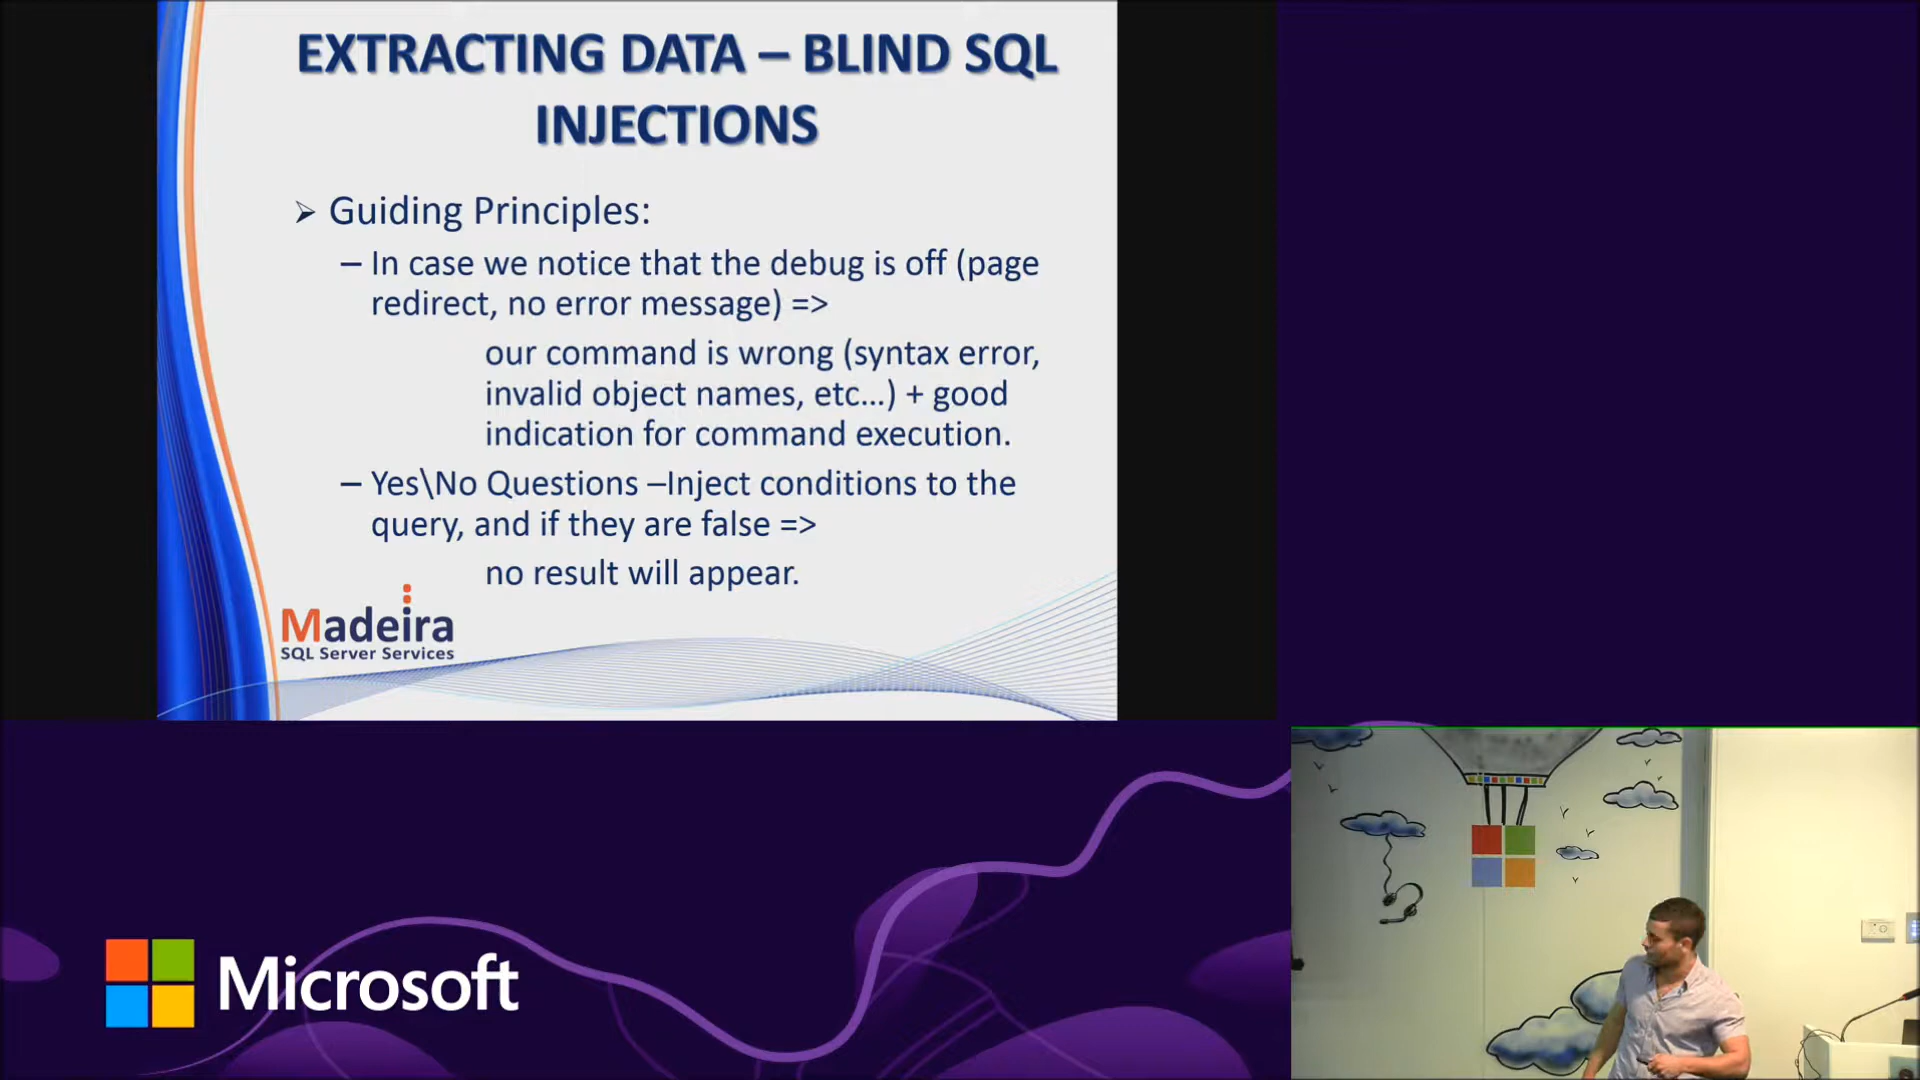 EXTRACTING DATA – BLIND SQL
INJECTIONS
➢ Guiding Principles:
– In case we notice that the debug is off (page
redirect, no error message) =>
our command is wrong (syntax error,
invalid object names, etc...) + good
indication for command execution.
– Yes\No Questions –Inject conditions to the
query, and if they are false =>
no result will appear.
Madeira
SQL Server Services
Microsoft